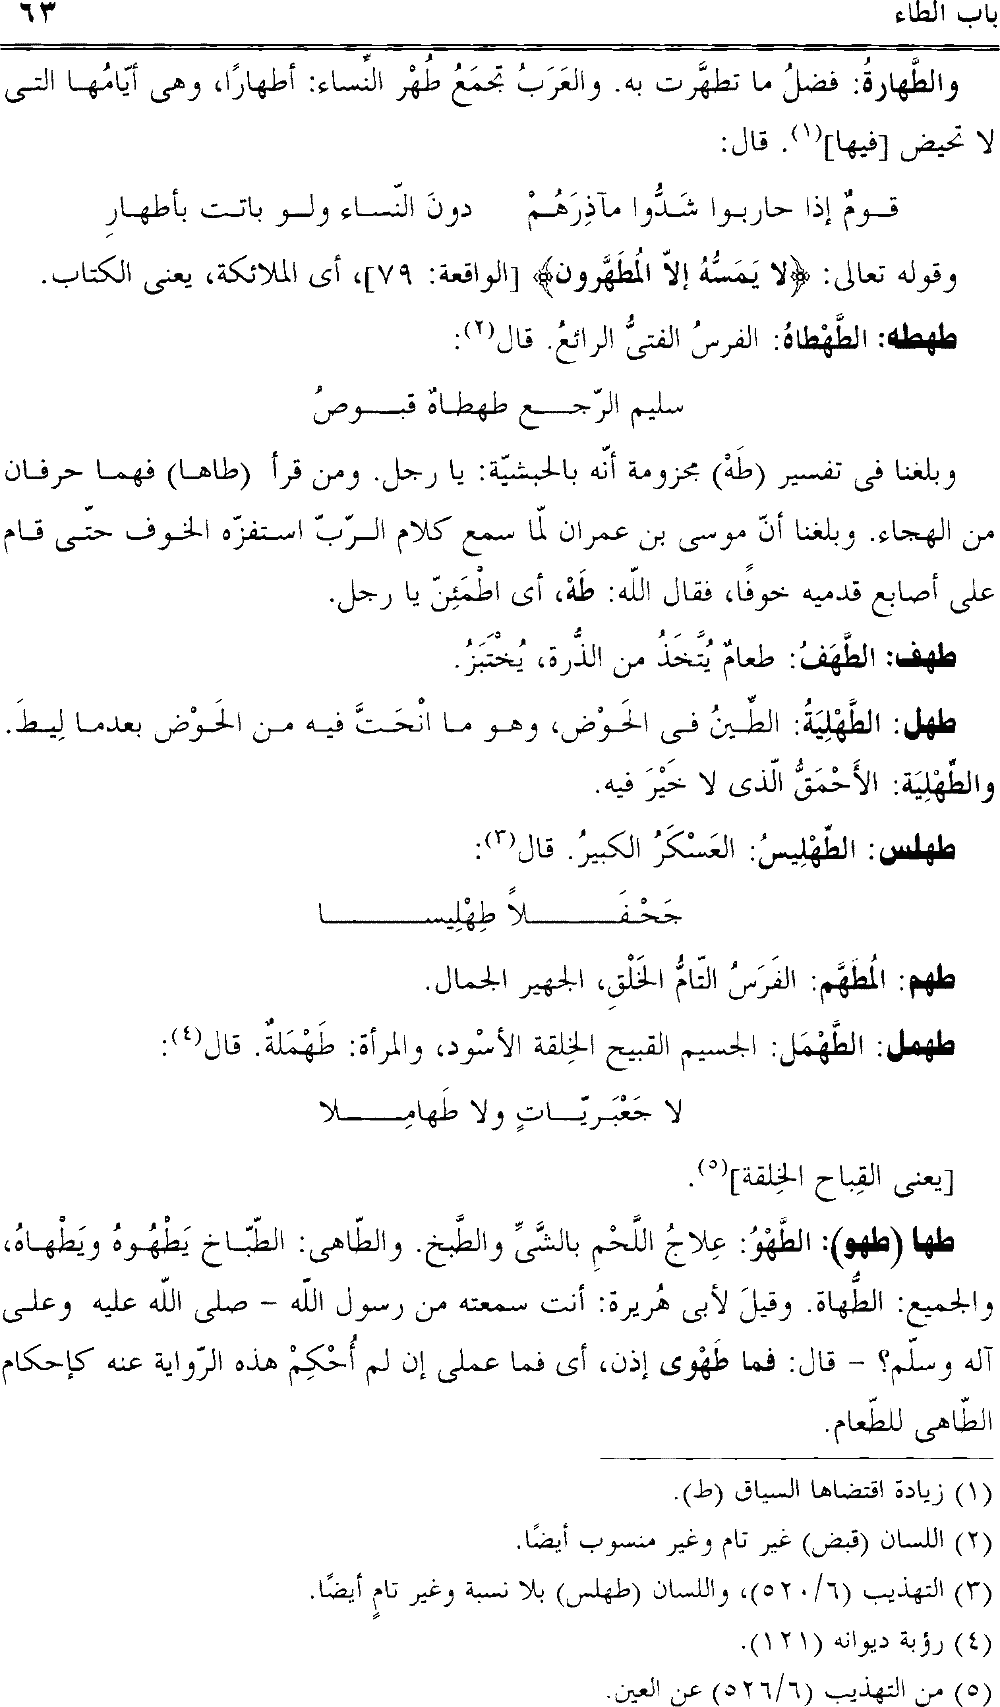 باب الطاء ٦٣
والطَّهارةُ: فضلُ ما تطهَّرت به. والعَرَبُ تجمَعُ طُهْر النِّساء: أطهارًا، وهى أيّامُها التى
لا تحيض [فيها](١). قال:
قومٌ إذا حاربوا شدُّوا مآذِرَهُمْ دونَ النّساء ولو باتت بأطهارِ
وقوله تعالى: ﴿لا يَمَسُّهُ إلاّ المُطَهَّرون﴾ [الواقعة: ٧٩]، أى الملائكة، يعنى الكتاب.
طهطه: الطَّهْطاهُ: الفرسُ الفتىُّ الرائعُ. قال(٢):
سليم الرّجع طهطاهٌ قبوصُ
وبلغنا فى تفسير (طَهْ) مجزومة أنّه بالحبشيّة: يا رجل. ومن قرأ (طاها) فهما حرفان
من الهجاء. وبلغنا أنّ موسى بن عمران لمّا سمع كلام الربّ استفزّه الخوف حتّى قام
على أصابع قدميه خوفًا، فقال اللّه: طَهْ، أى اطْمَئِنّ يا رجل.
طهف: الطَّهَفُ: طعامٌ يُتَّخَذُ من الذُّرة، يُخْتَبَزُ.
طهل: الطَّهْلِيَةُ: الطِّينُ فى الحَوْض، وهو ما انْحَتَّ فيه من الحَوْض بعدما لِيطَ.
والطَّهْلِيَة: الأَحْمَقُ الّذى لا خَيْرَ فيه.
طهلس: الطِّهْلِيسُ: العَسْكَرُ الكبيرُ. قال(٣):
جَحْفَلاً طِهْلِيسا
طهم: المُطَهَّم: الفَرَسُ التّامُّ الخَلْقِ، الجهير الجمال.
طهمل: الطَّهْمَل: الجسيم القبيح الخِلقة الأسْود، والمرأة: طَهْمَلةٌ. قال(٤):
لا جَعْبَريّاتٍ ولا طَهامِلا
[يعنى القِباح الخِلقة](٥).
طها (طهو): الطَّهْوُ: عِلاجُ اللَّحْمِ بالشَّىِّ والطَّبخ. والطّاهى: الطّبّاخ يَطْهُوهُ ويَطْهاهُ،
والجميع: الطُّهاة. وقيلَ لأبى هُريرة: أنت سمعته من رسول اللّه - صلى اللّه عليه وعلى
آله وسلّم؟ - قال: فما طَهْوى إذن، أى فما عملى إن لم أُحْكِمْ هذه الرّواية عنه كإحكام
الطّاهى للطّعام.
(١) زيادة اقتضاها السياق (ط).
(٢) اللسان (قبض) غير تام وغير منسوب أيضًا.
(٣) التهذيب (٥٢٠/٦)، واللسان (طهلس) بلا نسبة وغير تامٍ أيضًا.
(٤) رؤبة ديوانه (١٢١).
(٥) من التهذيب (٥٢٦/٦) عن العين.